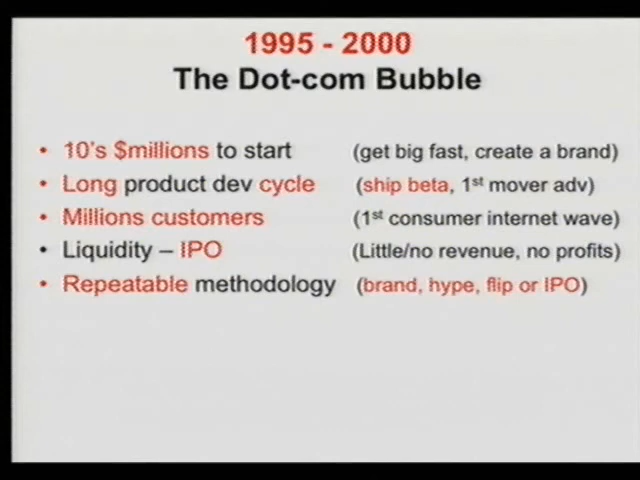 1995 - 2000
The Dot-com Bubble
• 10's $millions to start (get big fast, create a brand)
• Long product dev cycle (ship beta, 1st mover adv)
• Millions customers (1st consumer internet wave)
• Liquidity – IPO (Little/no revenue, no profits)
• Repeatable methodology (brand, hype, flip or IPO)